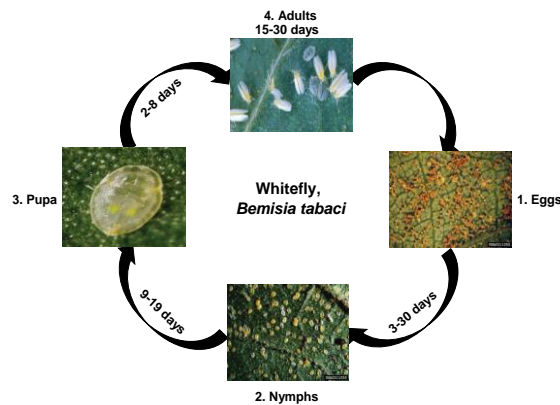 4. Adults
15-30 days
2-8 days
3. Pupa
Whitefly,
Bemisia tabaci
1. Eggs
9-19 days
3-30 days
2. Nymphs